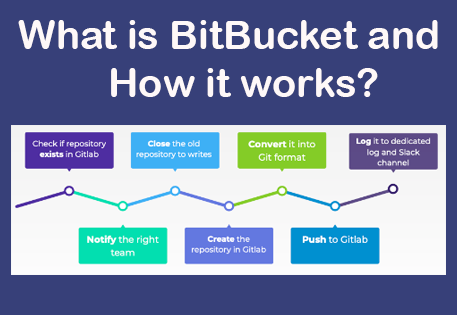 What is BitBucket and
How it works?
Check if repository
exists in Gitlab
Close the old
repository to writes
Convert it into
Git format
Log it to dedicated
log and Slack
channel
Notify the right
team
Create the
repository in Gitlab
Push to Gitlab